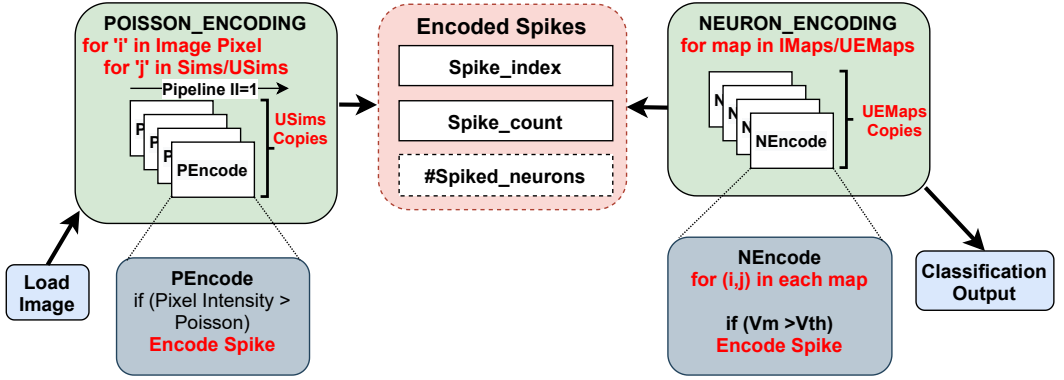 POISSON_ENCODING
for 'i' in Image Pixel
for 'j' in Sims/USims
Pipeline II=1
P
P
P
PEncode
USims
Copies
Encoded Spikes
Spike_index
Spike_count
#Spiked_neurons
NEURON_ENCODING
for map in IMaps/UEMaps
N
N
N
NEncode
UEMaps
Copies
Load
Image
PEncode
if (Pixel Intensity >
Poisson)
Encode Spike
NEncode
for (i,j) in each map
if (Vm >Vth)
Encode Spike
Classification
Output